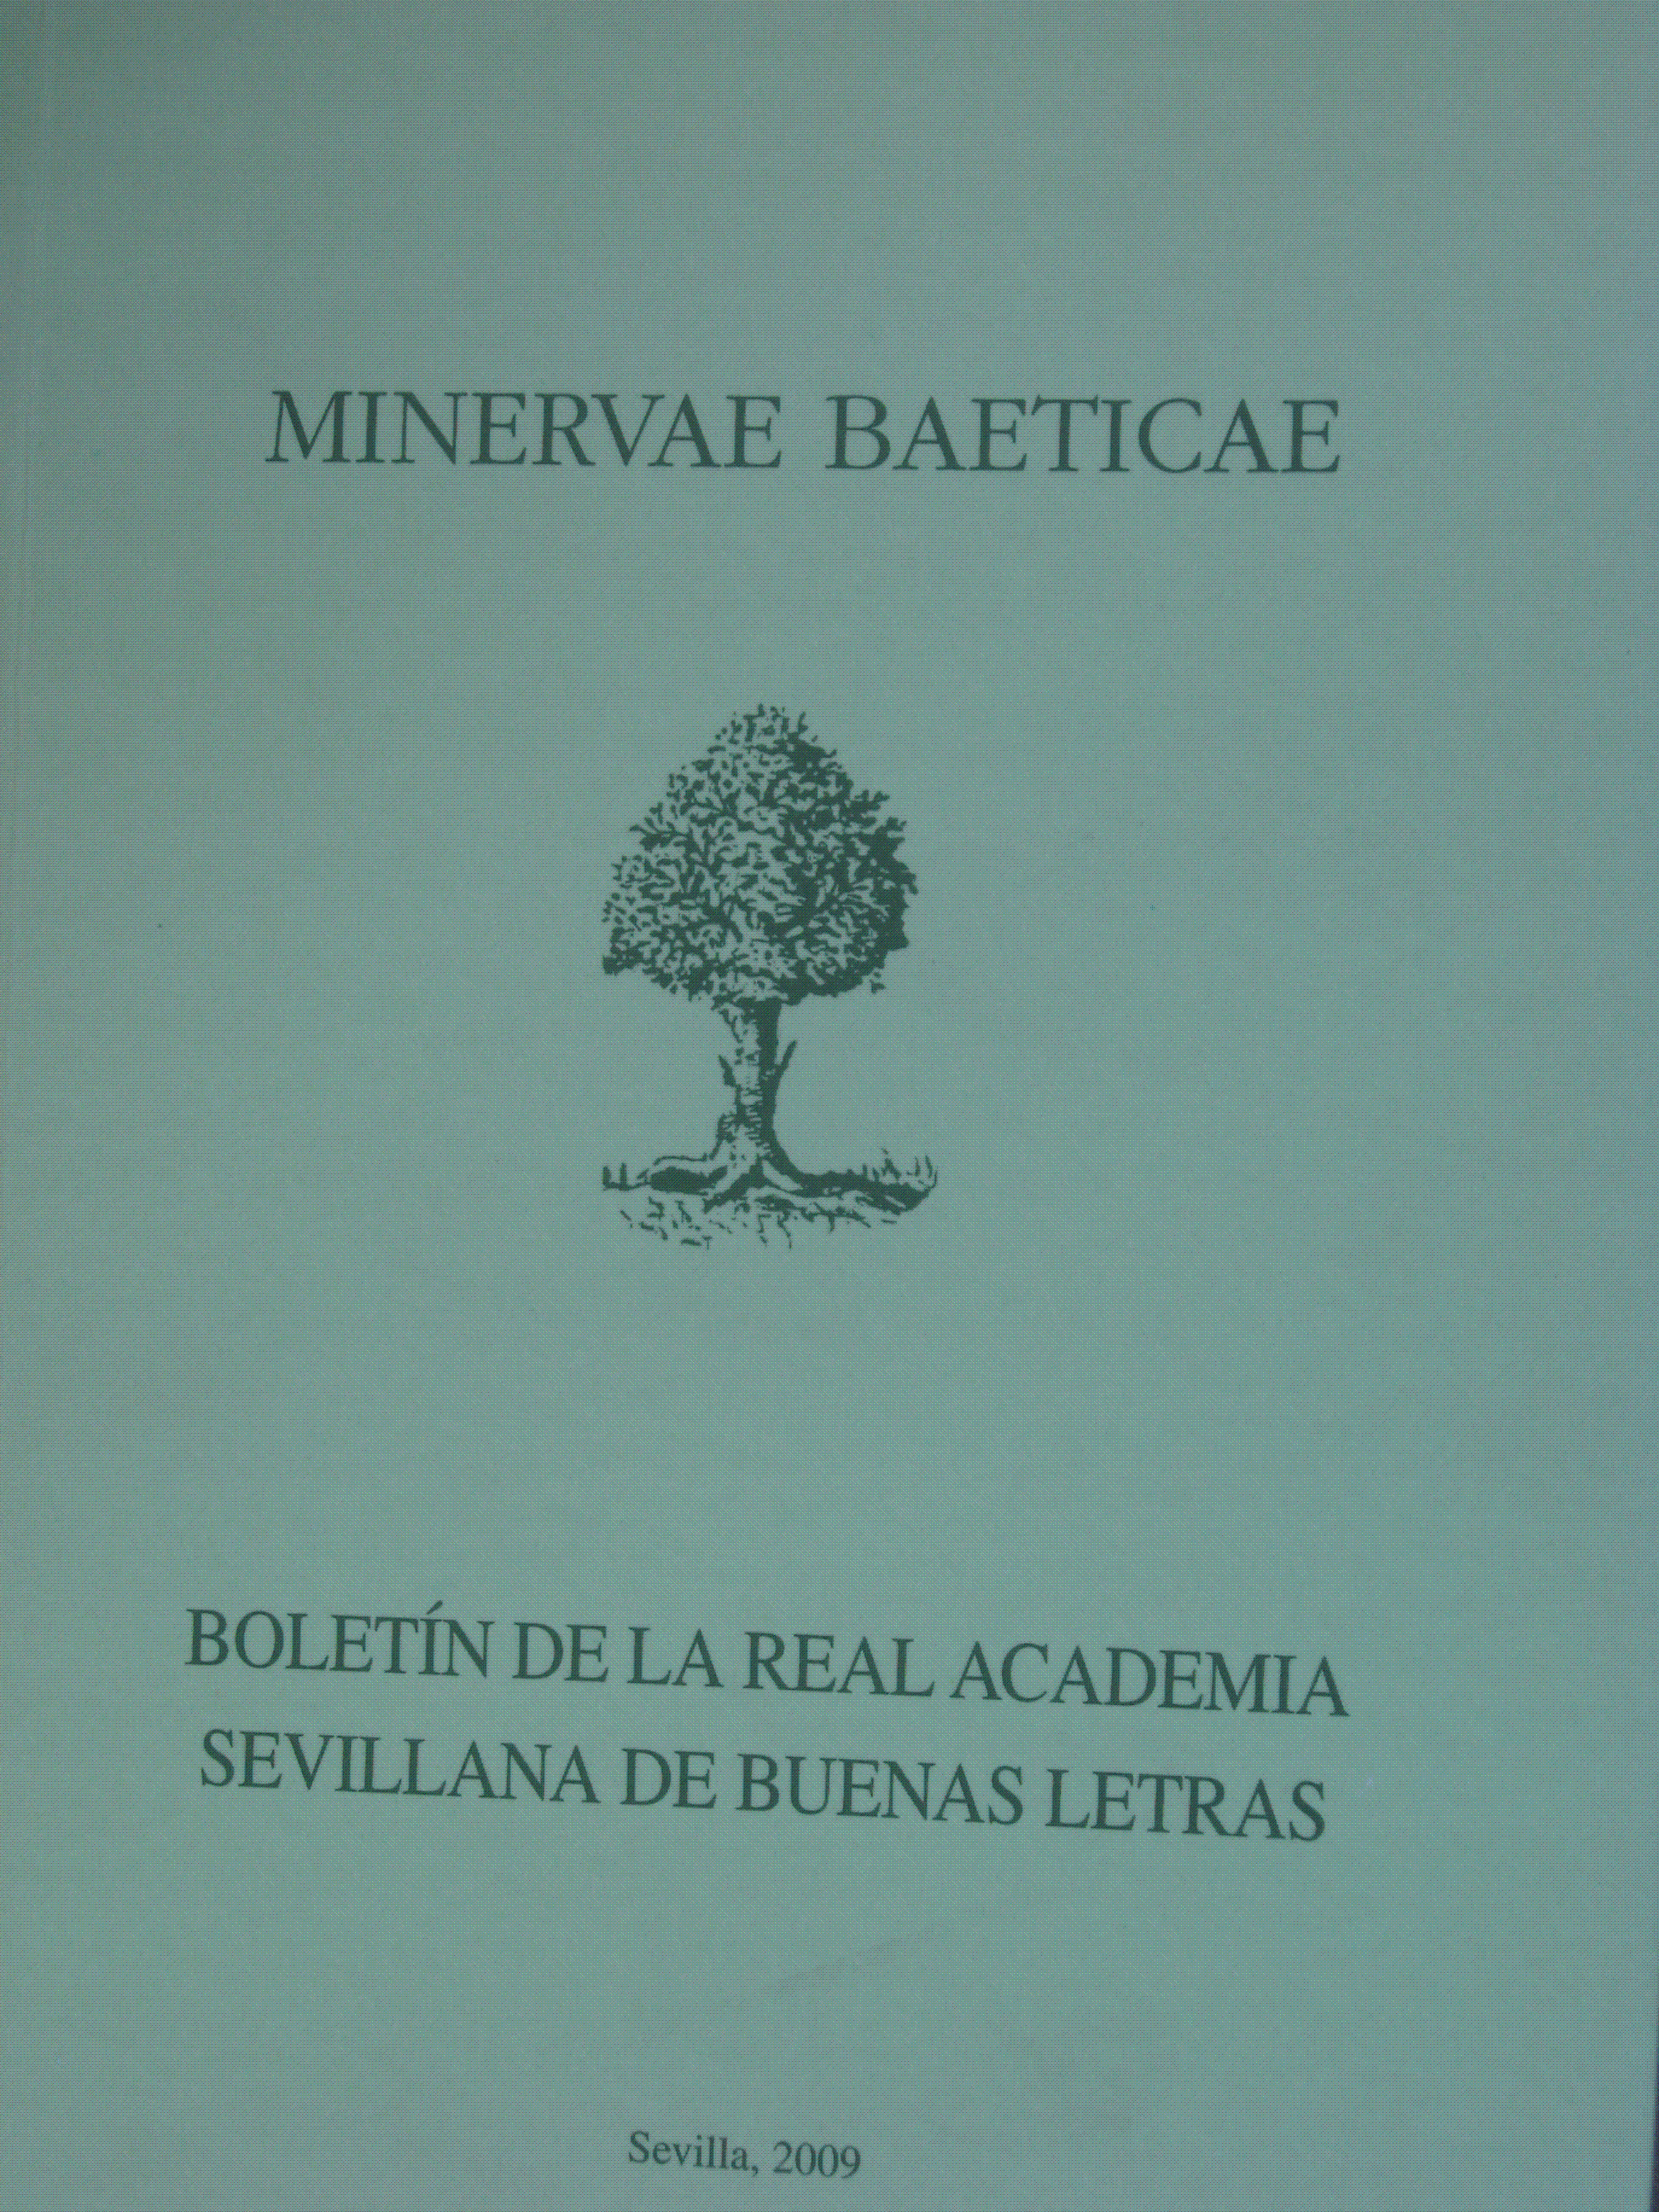 MINERVAE BAETICAE
BOLETÍN DE LA REAL ACADEMIA
SEVILLANA DE BUENAS LETRAS
Sevilla, 2009